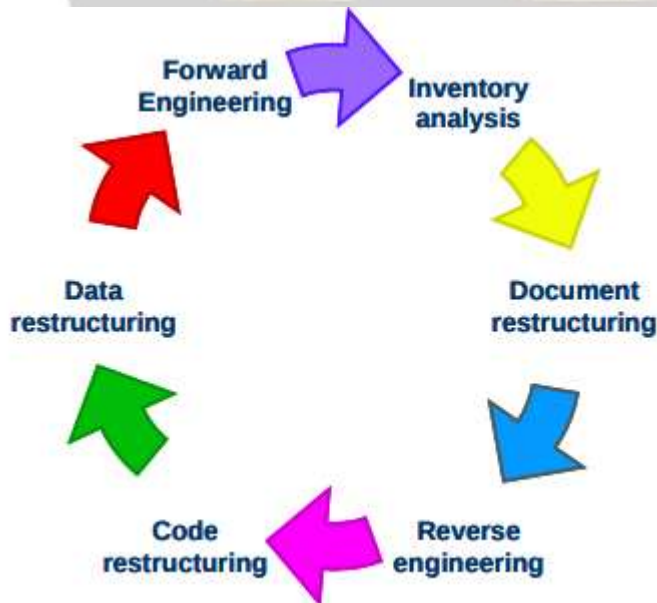 Forward
Engineering
Inventory
analysis
Document
restructuring
Reverse
engineering
Code
restructuring
Data
restructuring